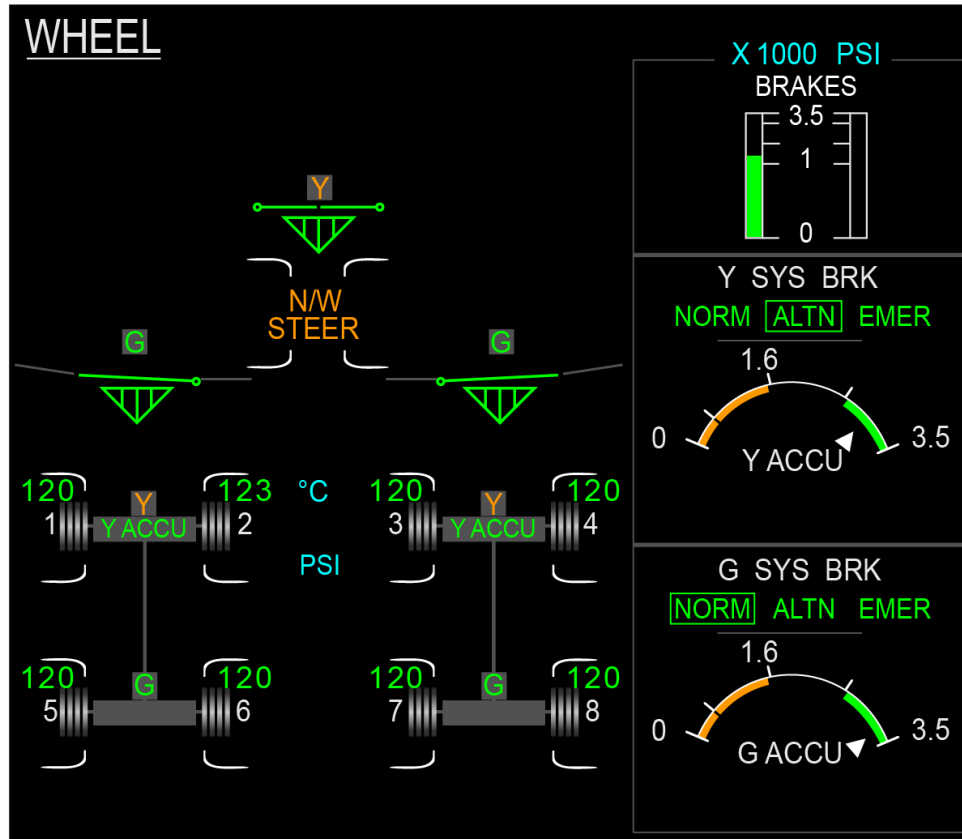 WHEEL
X 1000 PSI
BRAKES
3.5
1
0
Y
N/W
STEER
G G
Y SYS BRK
NORM ALTN EMER
1.6
0 3.5
Y ACCU
120 123 °C 120 120
Y Y
1 Y ACCU 2 3 Y ACCU 4
PSI
G SYS BRK
NORM ALTN EMER
1.6
0 3.5
G ACCU
120 G 120 120 G 120
5 6 7 8